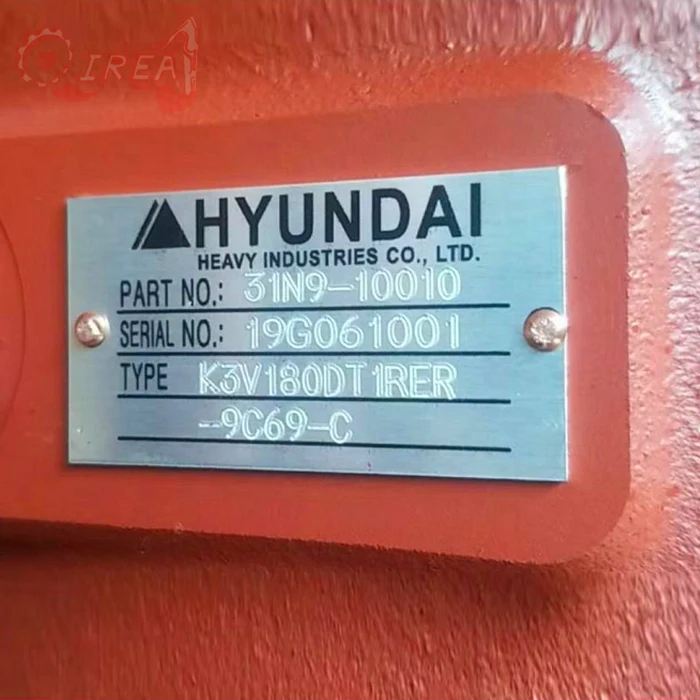 IREA
HYUNDAI
HEAVY INDUSTRIES CO., LTD.
PART NO.: 31N9-10010
SERIAL NO.: 19G061001
TYPE K3V180DT1RER
-9C69-C